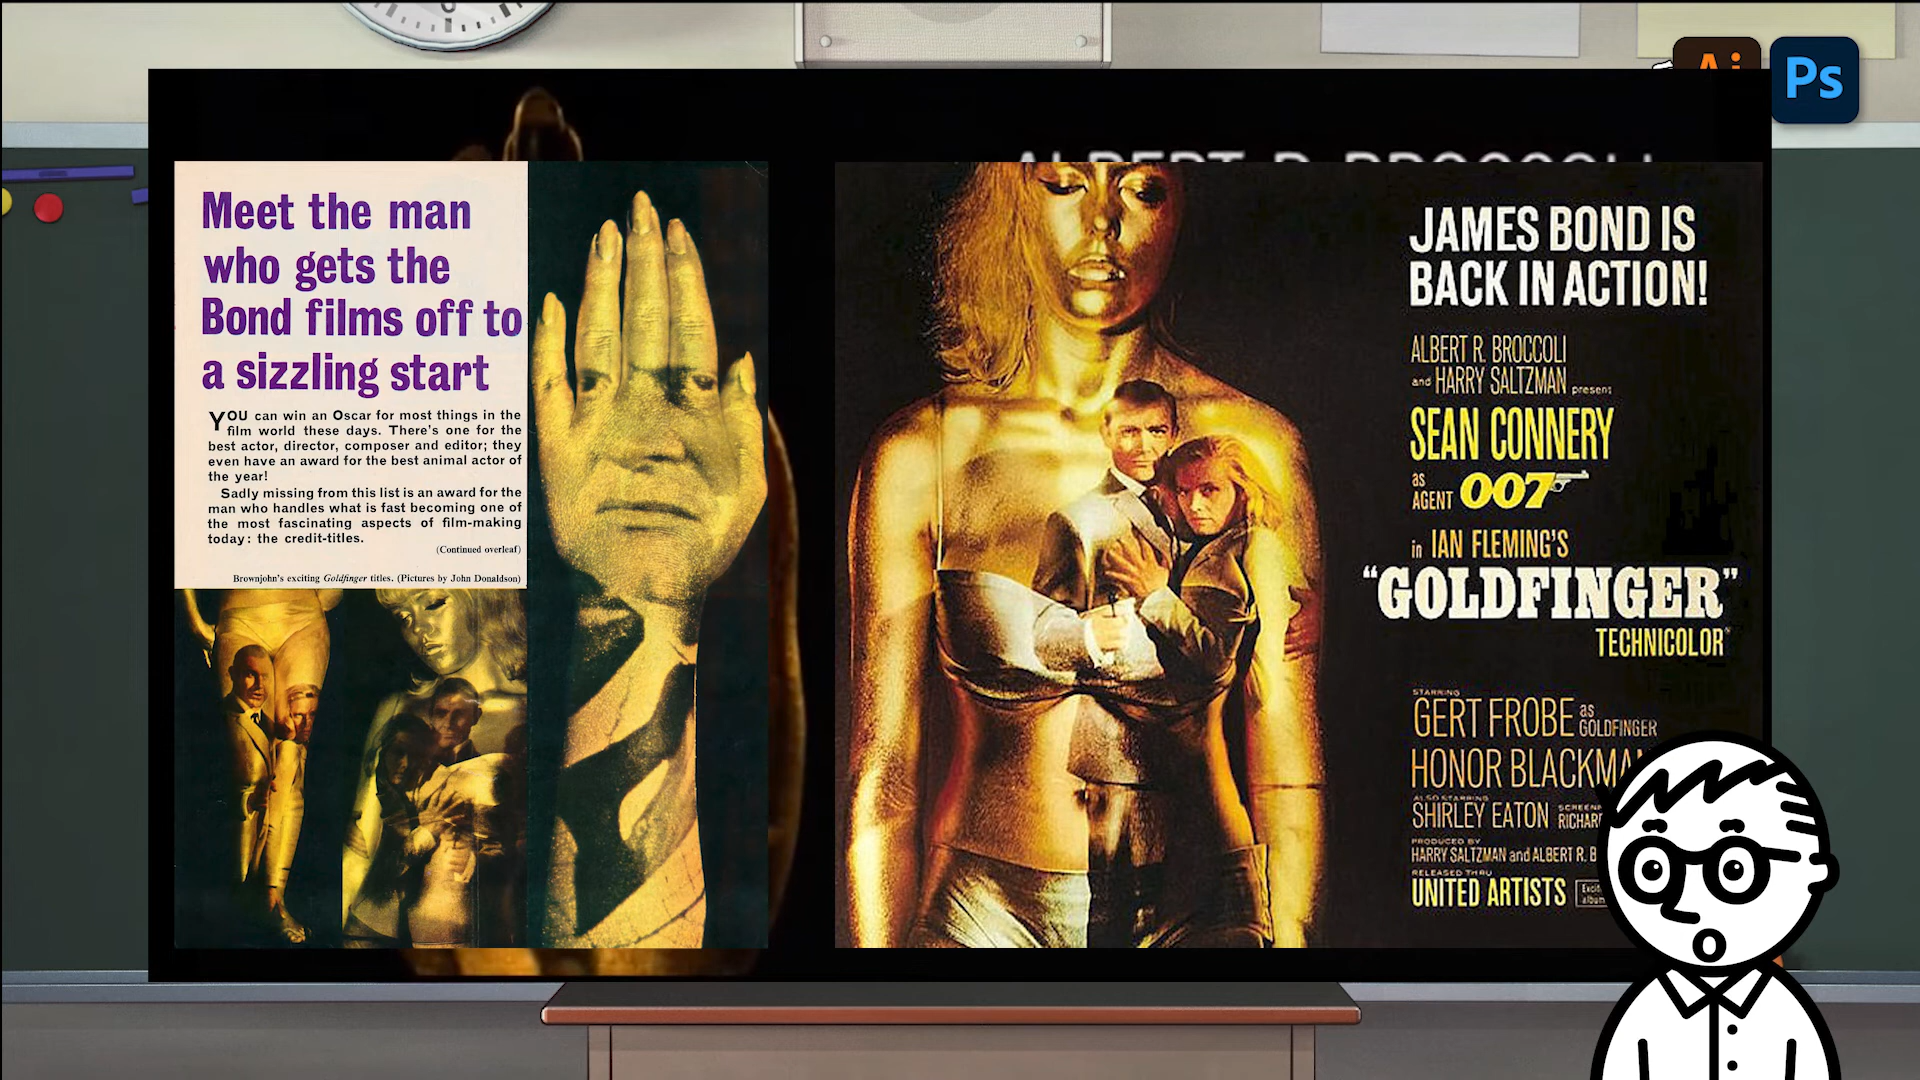 Ai
Ps
ALBERT R. BROCCOLI
Meet the man
who gets the
Bond films off to
a sizzling start
YOU can win an Oscar for most things in the
film world these days. There's one for the
best actor, director, composer and editor; they
even have an award for the best animal actor of
the year!
Sadly missing from this list is an award for the
man who handles what is fast becoming one of
the most fascinating aspects of film-making
today: the credit-titles.
(Continued overleaf)
Brownjohn's exciting Goldfinger titles. (Pictures by John Donaldson)
JAMES BOND IS
BACK IN ACTION!
ALBERT R. BROCCOLI
and HARRY SALTZMAN present
SEAN CONNERY
as
AGENT 007
in IAN FLEMING'S
"GOLDFINGER"
TECHNICOLOR
STARRING
GERT FROBE as
GOLDFINGER
HONOR BLACKMA
ALSO STARRING
SHIRLEY EATON
PRODUCED BY
HARRY SALTZMAN and ALBERT R. B
RELEASED THRU
UNITED ARTISTS